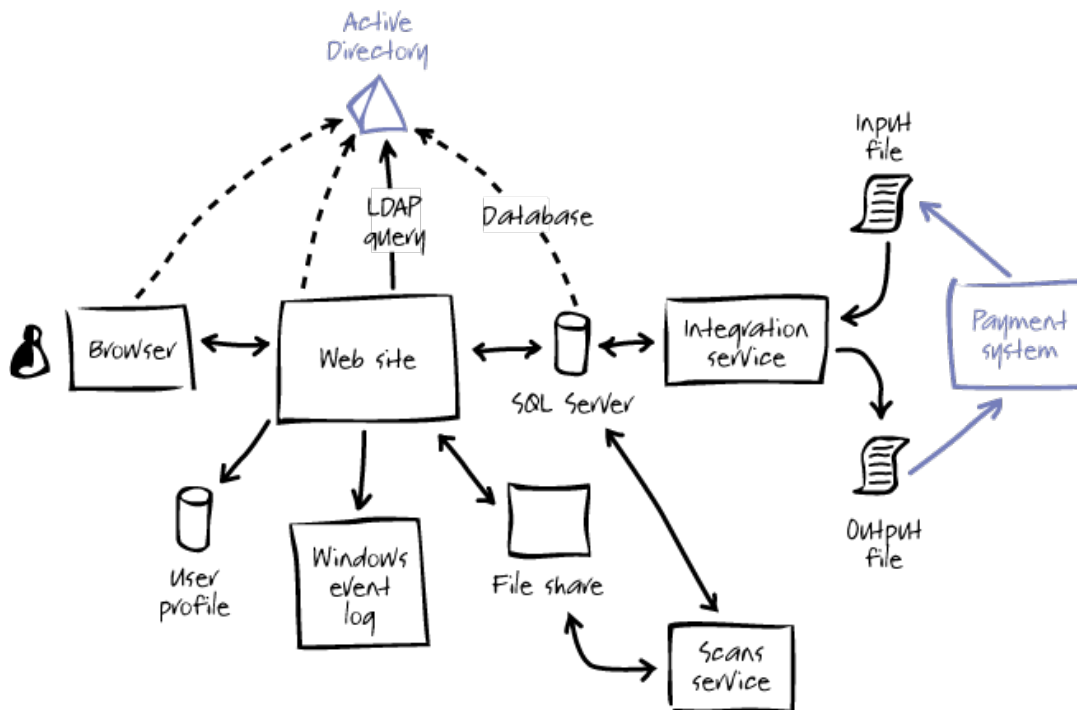 Active
Directory
Input
file
LDAP
query
Database
Browser
Web site
SQL Server
Integration
service
Payment
system
User
profile
Windows
event
log
File share
Output
file
Scans
service